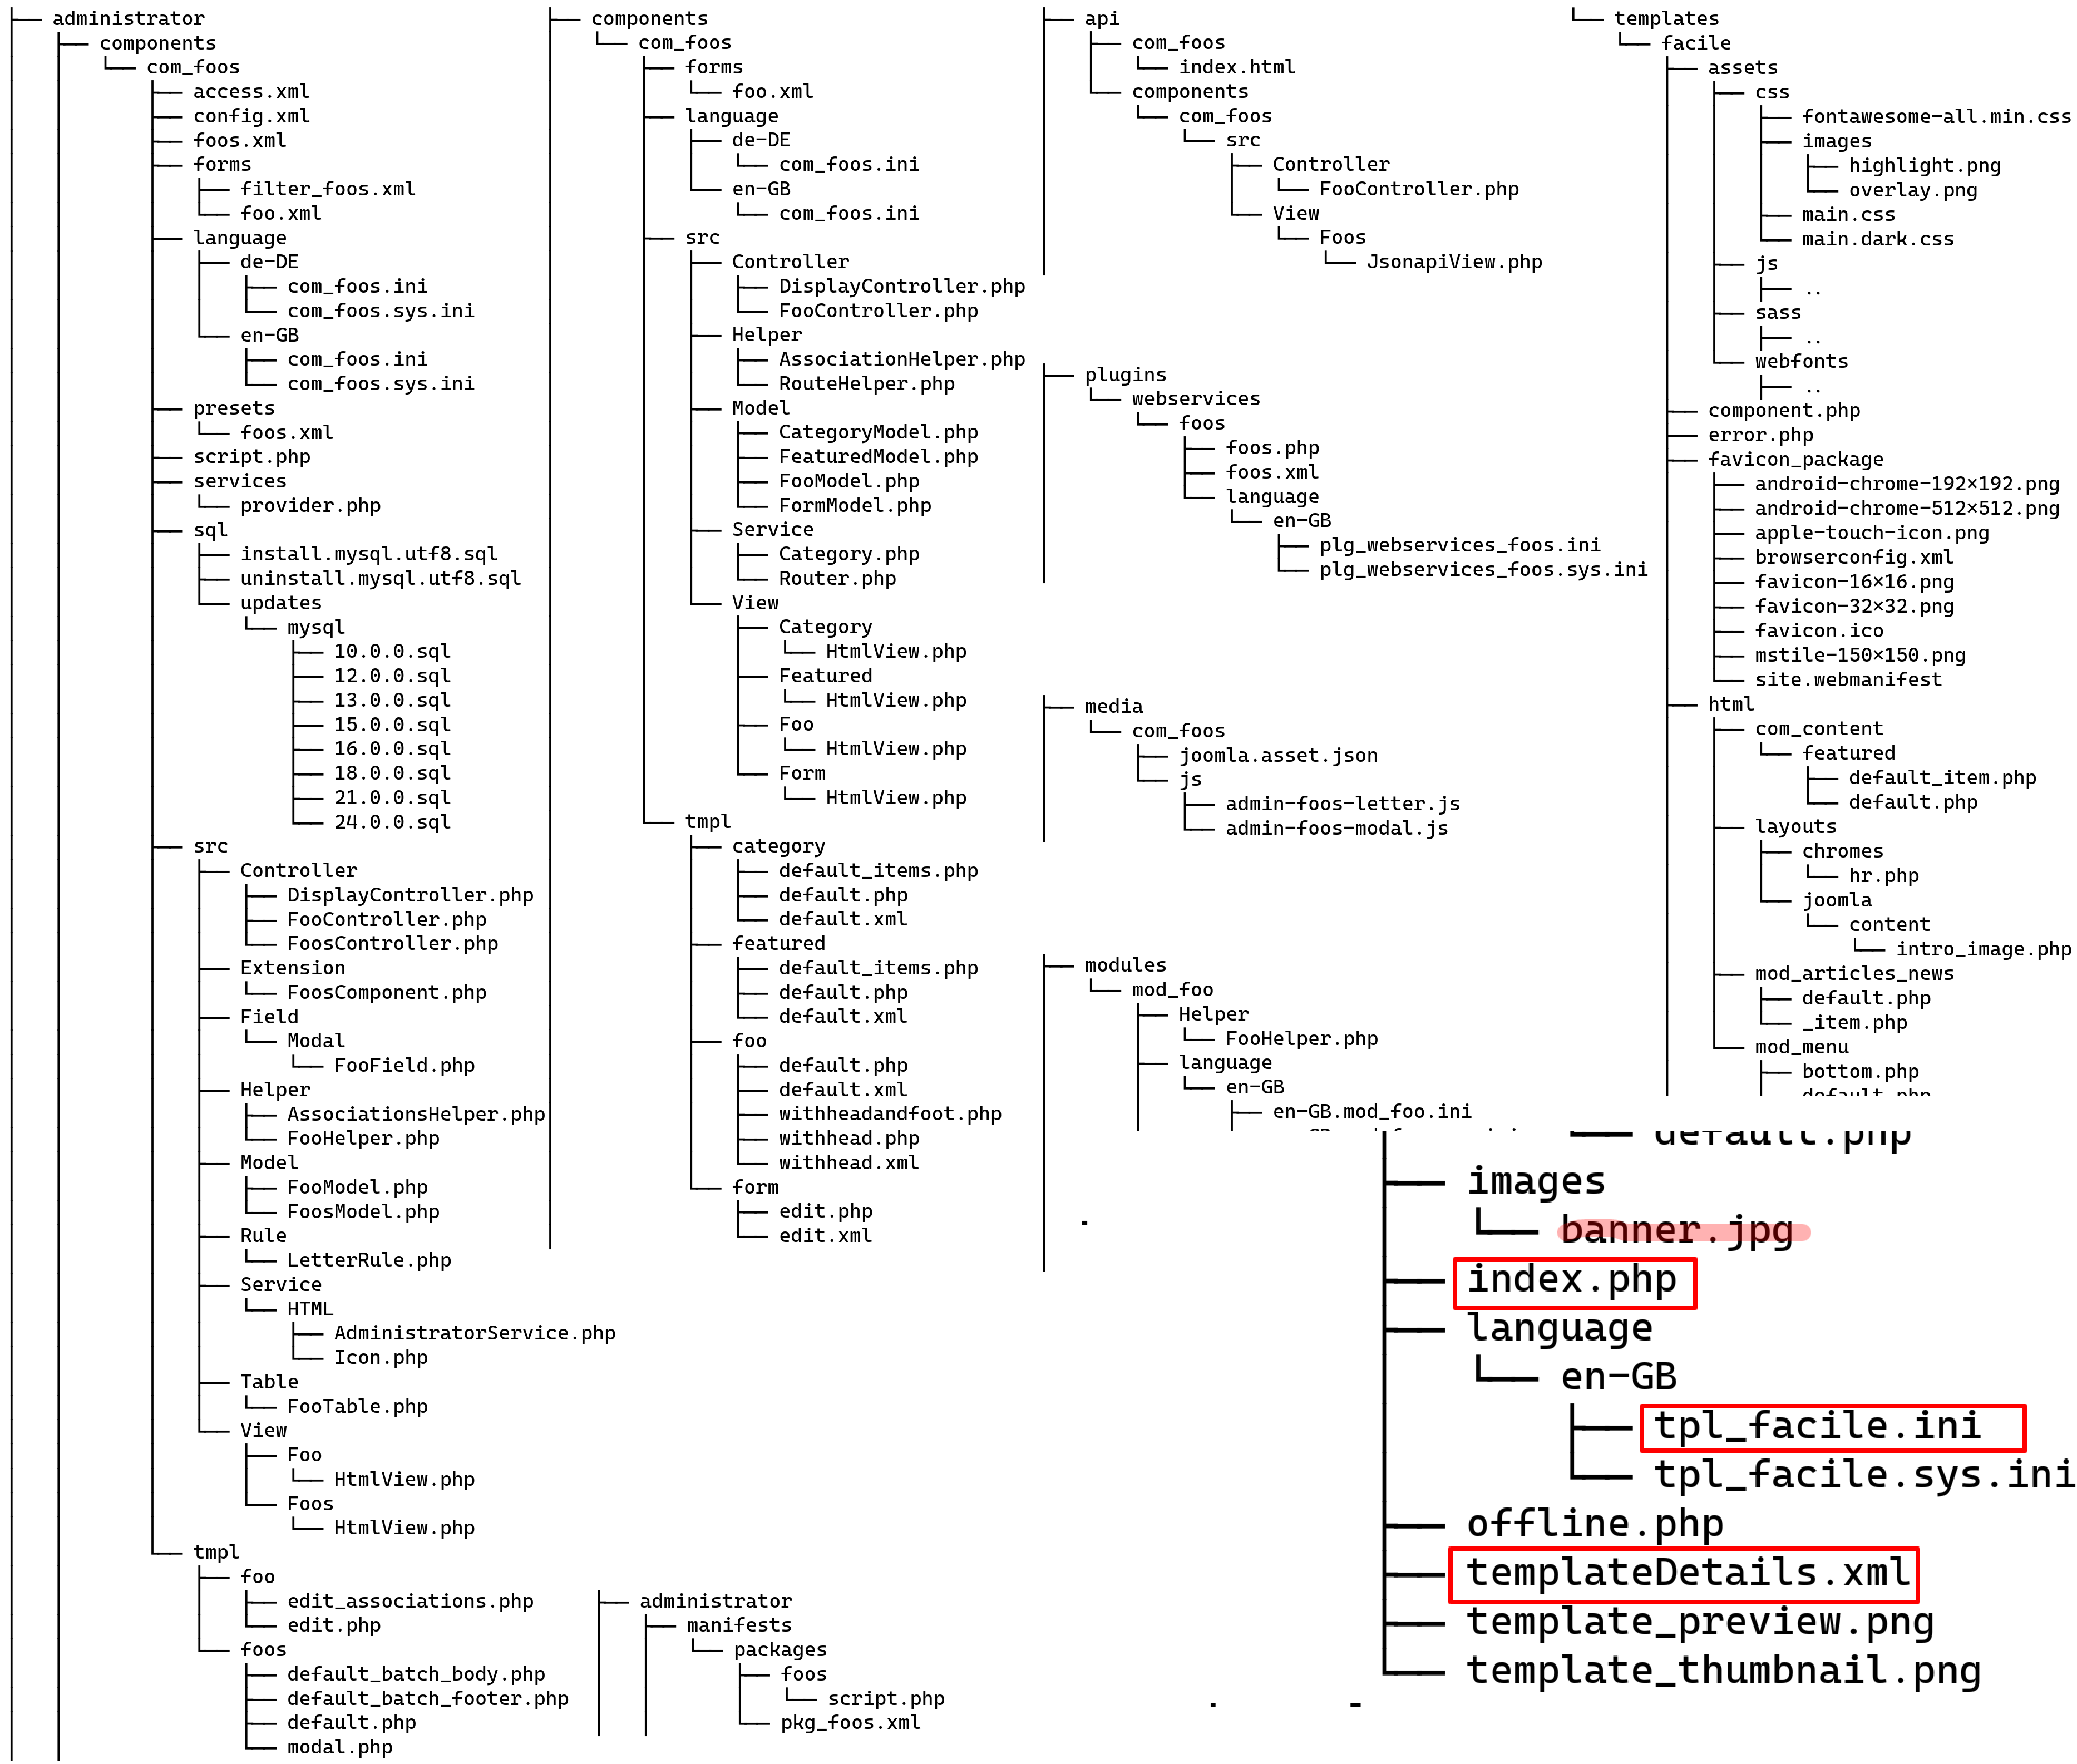 administrator
components
com_foos
access.xml
config.xml
foos.xml
forms
filter_foos.xml
foo.xml
language
de-DE
com_foos.ini
com_foos.sys.ini
en-GB
com_foos.ini
com_foos.sys.ini
presets
foos.xml
script.php
services
provider.php
sql
install.mysql.utf8.sql
uninstall.mysql.utf8.sql
updates
mysql
10.0.0.sql
12.0.0.sql
13.0.0.sql
15.0.0.sql
16.0.0.sql
18.0.0.sql
21.0.0.sql
24.0.0.sql
src
Controller
DisplayController.php
FooController.php
FoosController.php
Extension
FoosComponent.php
Field
Modal
FooField.php
Helper
AssociationsHelper.php
FooHelper.php
Model
FooModel.php
FoosModel.php
Rule
LetterRule.php
Service
HTML
AdministratorService.php
Icon.php
Table
FooTable.php
View
Foo
HtmlView.php
Foos
HtmlView.php
tmpl
foo
edit_associations.php
edit.php
foos
default_batch_body.php
default_batch_footer.php
default.php
modal.php
components
com_foos
forms
foo.xml
language
de-DE
com_foos.ini
en-GB
com_foos.ini
src
Controller
DisplayController.php
FooController.php
Helper
AssociationHelper.php
RouteHelper.php
Model
CategoryModel.php
FeaturedModel.php
FooModel.php
FormModel.php
Service
Category.php
Router.php
View
Category
HtmlView.php
Featured
HtmlView.php
Foo
HtmlView.php
Form
HtmlView.php
tmpl
category
default_items.php
default.php
default.xml
featured
default_items.php
default.php
default.xml
foo
default.php
default.xml
withheadandfoot.php
withhead.php
withhead.xml
form
edit.php
edit.xml
administrator
manifests
packages
foos
script.php
pkg_foos.xml
api
com_foos
index.html
components
com_foos
src
Controller
FooController.php
View
Foos
JsonapiView.php
plugins
webservices
foos
foos.php
foos.xml
language
en-GB
plg_webservices_foos.ini
plg_webservices_foos.sys.ini
media
com_foos
joomla.asset.json
js
admin-foos-letter.js
admin-foos-modal.js
modules
mod_foo
Helper
FooHelper.php
language
en-GB
en-GB.mod_foo.ini
templates
facile
assets
css
fontawesome-all.min.css
images
highlight.png
overlay.png
main.css
main.dark.css
js
..
sass
..
webfonts
..
component.php
error.php
favicon_package
android-chrome-192×192.png
android-chrome-512×512.png
apple-touch-icon.png
browserconfig.xml
favicon-16×16.png
favicon-32×32.png
favicon.ico
mstile-150×150.png
site.webmanifest
html
com_content
featured
default_item.php
default.php
layouts
chromes
hr.php
joomla
content
intro_image.php
mod_articles_news
default.php
_item.php
mod_menu
bottom.php
default.php
default.php
images
banner.jpg
index.php
language
en-GB
tpl_facile.ini
tpl_facile.sys.ini
offline.php
templateDetails.xml
template_preview.png
template_thumbnail.png